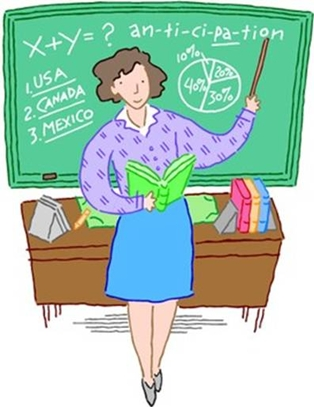 X+Y=? an-ti-ci-pa-tion
10%
20%
40%
30%
1. USA
2. CANADA
3. MEXICO